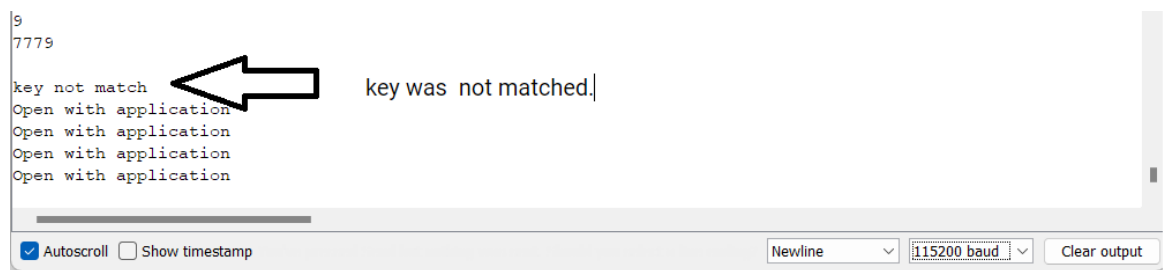 9
7779
key not match
key was  not matched.
Open with application
Open with application
Open with application
Open with application
Autoscroll Show timestamp Newline 115200 baud Clear output